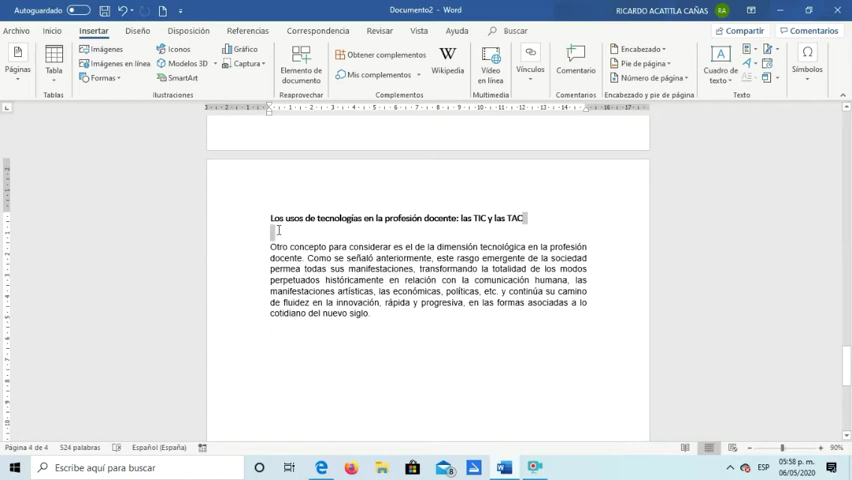 Autoguardado
Documento2 - Word
RICARDO ACATITLA CAÑAS
RA
Archivo Inicio Insertar Diseño Disposición Referencias Correspondencia Revisar Vista Ayuda Buscar
Compartir Comentarios
Páginas
Tabla
Tablas
Imágenes
Imágenes en línea
Formas
Iconos
Modelos 3D
SmartArt
Gráfico
Captura
Ilustraciones
Elemento de
documento
Reaprovechar
Obtener complementos
Mis complementos
W
Wikipedia
Complementos
Vídeo
en línea
Multimedia
Vínculos
Comentario
Comentarios
Encabezado
Pie de página
Número de página
Encabezado y pie de página
Cuadro de
texto
Texto
Símbolos
Los usos de tecnologías en la profesión docente: las TIC y las TAC
Otro concepto para considerar es el de la dimensión tecnológica en la profesión
docente. Como se señaló anteriormente, este rasgo emergente de la sociedad
permea todas sus manifestaciones, transformando la totalidad de los modos
perpetuados históricamente en relación con la comunicación humana, las
manifestaciones artísticas, las económicas, políticas, etc. y continúa su camino
de fluidez en la innovación, rápida y progresiva, en las formas asociadas a lo
cotidiano del nuevo siglo.
Página 4 de 4 524 palabras Español (España)
90%
Escribe aquí para buscar
8
ESP
05:58 p. m.
06/05/2020